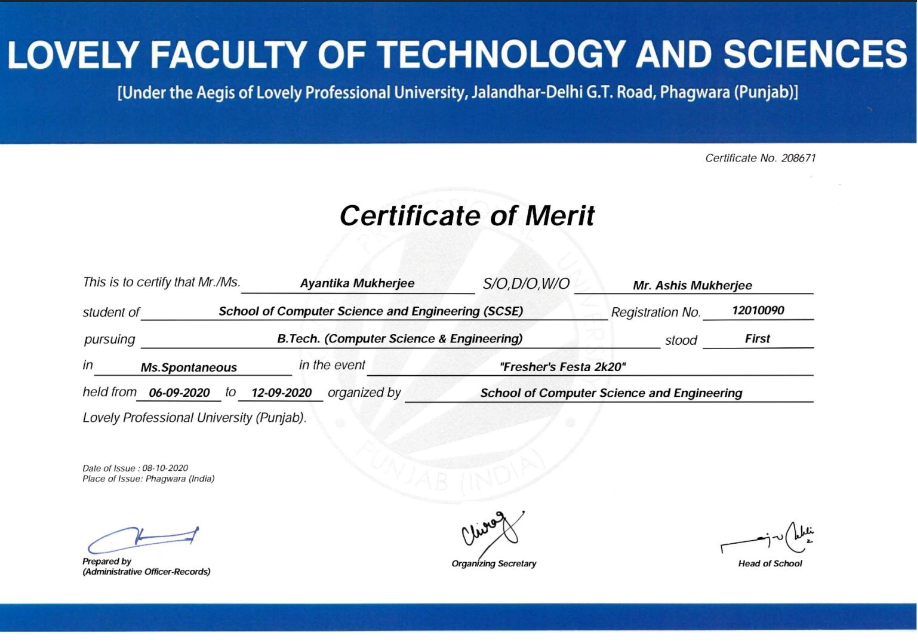 LOVELY FACULTY OF TECHNOLOGY AND SCIENCES
[Under the Aegis of Lovely Professional University, Jalandhar-Delhi G.T. Road, Phagwara (Punjab)]
Certificate No. 208671
Certificate of Merit
This is to certify that Mr./Ms. Ayantika Mukherjee S/O,D/O,W/O Mr. Ashis Mukherjee
student of School of Computer Science and Engineering (SCSE) Registration No. 12010090
pursuing B.Tech. (Computer Science & Engineering) stood First
in Ms.Spontaneous in the event "Fresher's Festa 2k20"
held from 06-09-2020 to 12-09-2020 organized by School of Computer Science and Engineering
Lovely Professional University (Punjab).
PUNJAB (INDIA)
Date of Issue : 08-10-2020
Place of Issue: Phagwara (India)
Chirag
Prepared by
(Administrative Officer-Records)
Organizing Secretary
Head of School